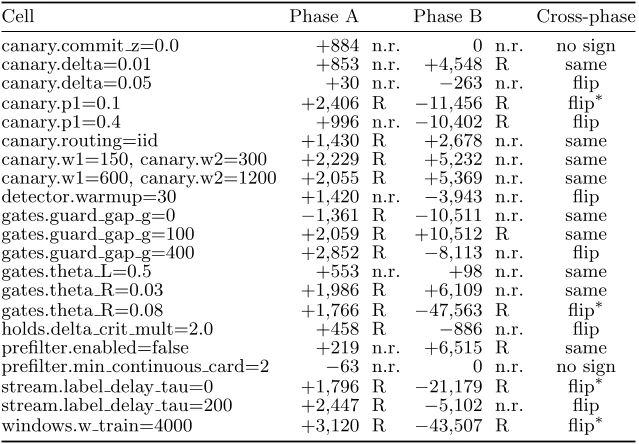 Cell Phase A Phase B Cross-phase
canary.commit_z=0.0 +884 n.r. 0 n.r. no sign
canary.delta=0.01 +853 n.r. +4,548 R same
canary.delta=0.05 +30 n.r. −263 n.r. flip
canary.p1=0.1 +2,406 R −11,456 R flip*
canary.p1=0.4 +996 n.r. −10,402 R flip
canary.routing=iid +1,430 R +2,678 n.r. same
canary.w1=150, canary.w2=300 +2,229 R +5,232 n.r. same
canary.w1=600, canary.w2=1200 +2,055 R +5,369 n.r. same
detector.warmup=30 +1,420 n.r. −3,943 n.r. flip
gates.guard_gap_g=0 −1,361 R −10,511 n.r. same
gates.guard_gap_g=100 +2,059 R +10,512 R same
gates.guard_gap_g=400 +2,852 R −8,113 n.r. flip
gates.theta_L=0.5 +553 n.r. +98 n.r. same
gates.theta_R=0.03 +1,986 R +6,109 n.r. same
gates.theta_R=0.08 +1,766 R −47,563 R flip*
holds.delta_crit_mult=2.0 +458 R −886 n.r. flip
prefilter.enabled=false +219 n.r. +6,515 R same
prefilter.min_continuous_card=2 −63 n.r. 0 n.r. no sign
stream.label_delay_tau=0 +1,796 R −21,179 R flip*
stream.label_delay_tau=200 +2,447 R −5,102 n.r. flip
windows.w_train=4000 +3,120 R −43,507 R flip*